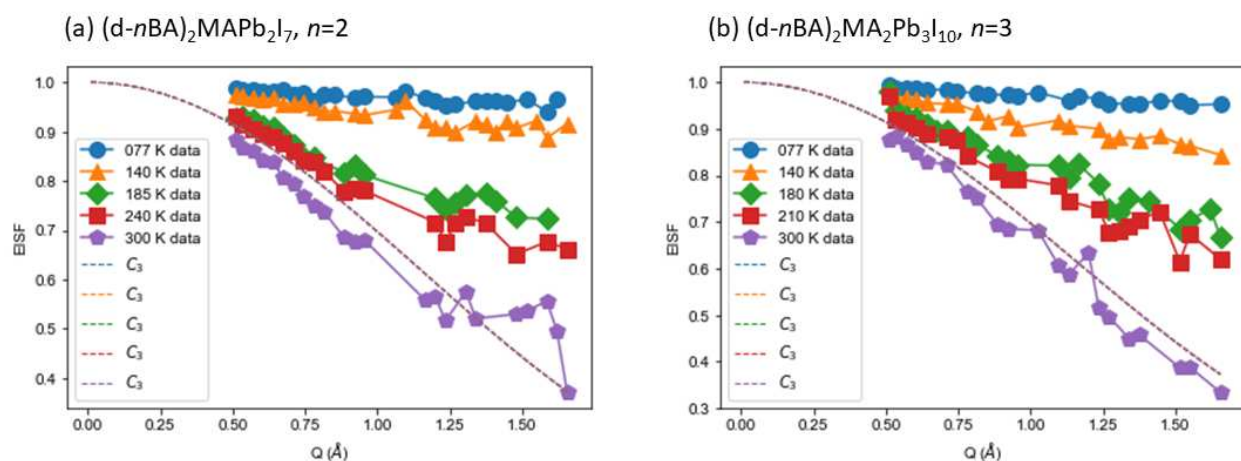 (a) (d-nBA)₂MAPb₂I₇, n=2
1.0
0.9
0.8
0.7
0.6
0.5
0.4
EISF
077 K data
140 K data
185 K data
240 K data
300 K data
C₃
C₃
C₃
C₃
C₃
0.00 0.25 0.50 0.75 1.00 1.25 1.50
Q (Å)
(b) (d-nBA)₂MA₂Pb₃I₁₀, n=3
1.0
0.9
0.8
0.7
0.6
0.5
0.4
0.3
EISF
077 K data
140 K data
180 K data
210 K data
300 K data
C₃
C₃
C₃
C₃
C₃
0.00 0.25 0.50 0.75 1.00 1.25 1.50
Q (Å)